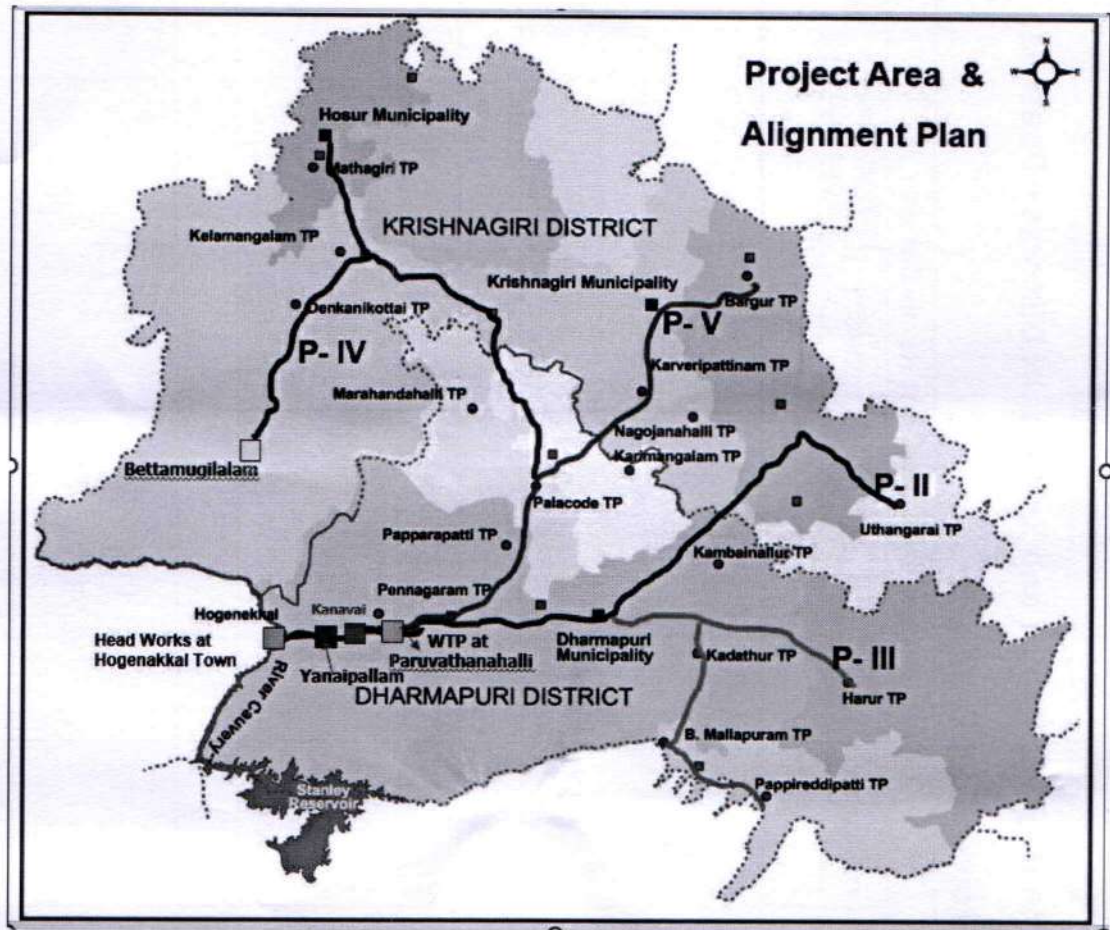 Project Area &
Alignment Plan
N
W
E
S
Hosur Municipality
Mathagiri TP
KRISHNAGIRI DISTRICT
Kelamangalam TP
Krishnagiri Municipality
Bargur TP
Denkanikottai TP
P- V
P- IV
Karveripattinam TP
Marahandahalli TP
Nagojanahalli TP
Karimangalam TP
Bettamugilalam
P- II
Palacode TP
Uthangarai TP
Papparapatti TP
Kambainallur TP
Pennagaram TP
Hogenekkal
Kanavai
Head Works at
Hogenakkal Town
WTP at
Paruvathanahalli
Dharmapuri
Municipality
Kadathur TP
P- III
Yanaipallam
River Cauvery
DHARMAPURI DISTRICT
Harur TP
B. Mallapuram TP
Pappireddipatti TP
Stanley
Reservoir